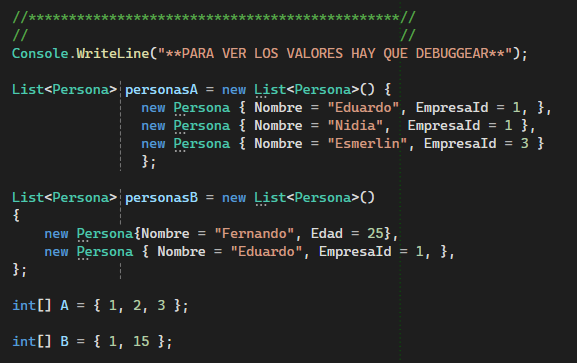 //***********************************************//
//                                               //
Console.WriteLine("**PARA VER LOS VALORES HAY QUE DEBUGGEAR**");
List<Persona> personasA = new List<Persona>() {
new Persona { Nombre = "Eduardo", EmpresaId = 1, },
new Persona { Nombre = "Nidia",  EmpresaId = 1 },
new Persona { Nombre = "Esmerlin", EmpresaId = 3 }
};
List<Persona> personasB = new List<Persona>()
{
new Persona{Nombre = "Fernando", Edad = 25},
new Persona { Nombre = "Eduardo", EmpresaId = 1, },
};
int[] A = { 1, 2, 3 };
int[] B = { 1, 15 };